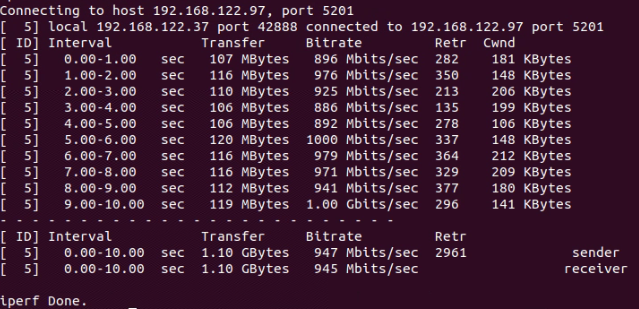 Connecting to host 192.168.122.97, port 5201
[  5] local 192.168.122.37 port 42888 connected to 192.168.122.97 port 5201
[ ID] Interval           Transfer     Bitrate         Retr  Cwnd
[  5]   0.00-1.00   sec   107 MBytes   896 Mbits/sec  282    181 KBytes
[  5]   1.00-2.00   sec   116 MBytes   976 Mbits/sec  350    148 KBytes
[  5]   2.00-3.00   sec   110 MBytes   925 Mbits/sec  213    206 KBytes
[  5]   3.00-4.00   sec   106 MBytes   886 Mbits/sec  135    199 KBytes
[  5]   4.00-5.00   sec   106 MBytes   892 Mbits/sec  278    106 KBytes
[  5]   5.00-6.00   sec   120 MBytes  1000 Mbits/sec  337    148 KBytes
[  5]   6.00-7.00   sec   116 MBytes   979 Mbits/sec  364    212 KBytes
[  5]   7.00-8.00   sec   116 MBytes   971 Mbits/sec  329    209 KBytes
[  5]   8.00-9.00   sec   112 MBytes   941 Mbits/sec  377    180 KBytes
[  5]   9.00-10.00  sec   119 MBytes  1.00 Gbits/sec  296    141 KBytes
- - - - - - - - - - - - - - - - - - - - - - - - -
[ ID] Interval           Transfer     Bitrate         Retr
[  5]   0.00-10.00  sec  1.10 GBytes   947 Mbits/sec  2961             sender
[  5]   0.00-10.00  sec  1.10 GBytes   945 Mbits/sec                  receiver

iperf Done.